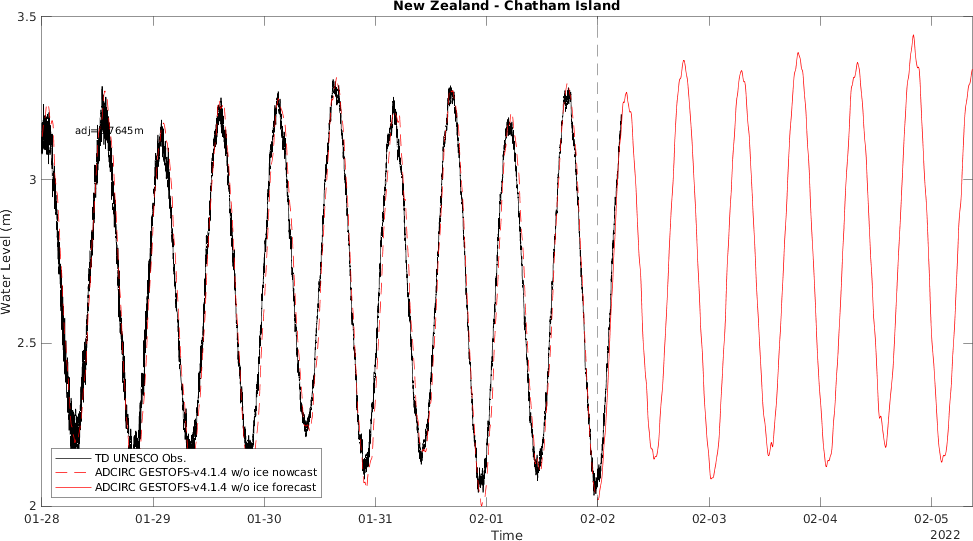 New Zealand - Chatham Island
3.5
3
2.5
2
Water Level (m)
TD UNESCO Obs.
ADCIRC GESTOFS-v4.1.4 w/o ice nowcast
ADCIRC GESTOFS-v4.1.4 w/o ice forecast
01-28 01-29 01-30 01-31 02-01 02-02 02-03 02-04 02-05
Time
2022